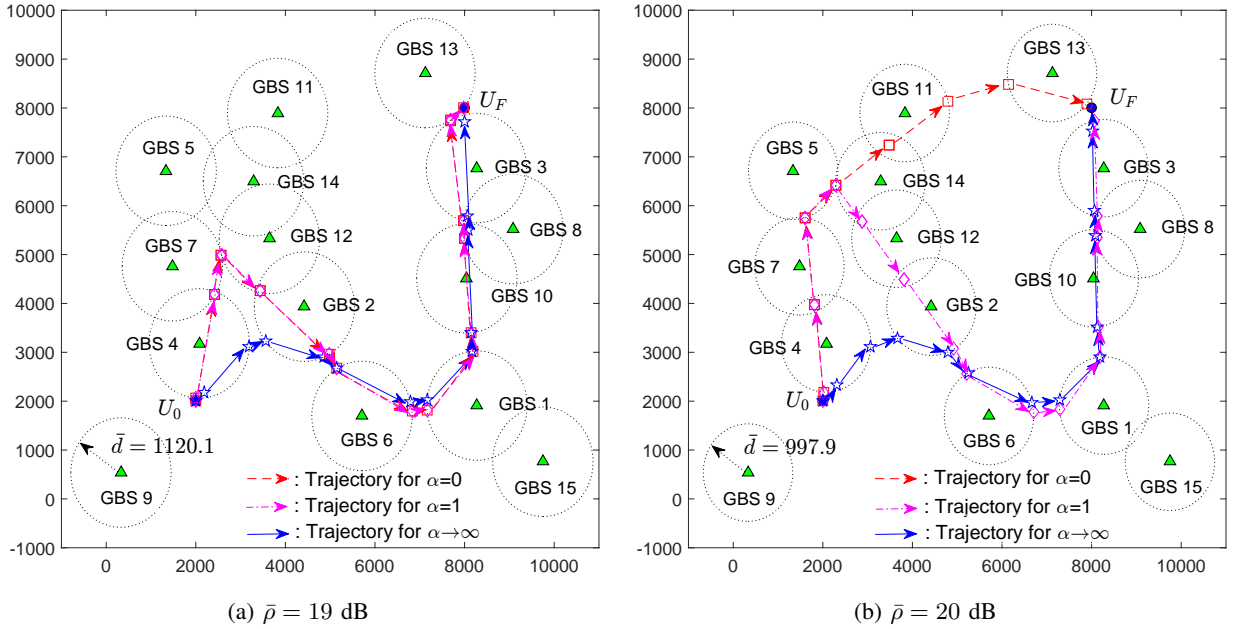 10000
9000
8000
7000
6000
5000
4000
3000
2000
1000
0
-1000
0 2000 4000 6000 8000 10000
GBS 13
GBS 11
U_F
GBS 5
GBS 3
GBS 14
GBS 12
GBS 8
GBS 7
GBS 10
GBS 2
GBS 4
U_0
GBS 1
GBS 6
d̄ = 1120.1
GBS 9
GBS 15
: Trajectory for α=0
: Trajectory for α=1
: Trajectory for α→∞
(a) ρ̄ = 19 dB
10000
9000
8000
7000
6000
5000
4000
3000
2000
1000
0
-1000
0 2000 4000 6000 8000 10000
GBS 13
GBS 11
U_F
GBS 5
GBS 3
GBS 14
GBS 12
GBS 8
GBS 7
GBS 10
GBS 2
GBS 4
U_0
GBS 1
GBS 6
d̄ = 997.9
GBS 9
GBS 15
: Trajectory for α=0
: Trajectory for α=1
: Trajectory for α→∞
(b) ρ̄ = 20 dB